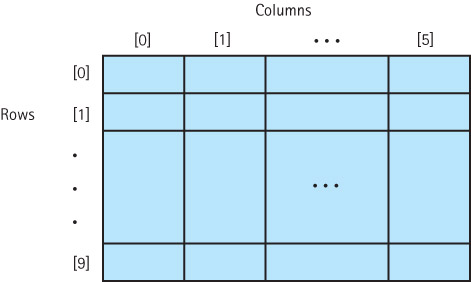 Columns
[0] [1] • • • [5]
[0]
Rows [1]
•
• • • •
•
[9]